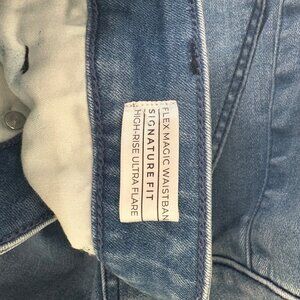 FLEX MAGIC WAISTBAN
SIGNATURE FIT
HIGH-RISE ULTRA FLARE